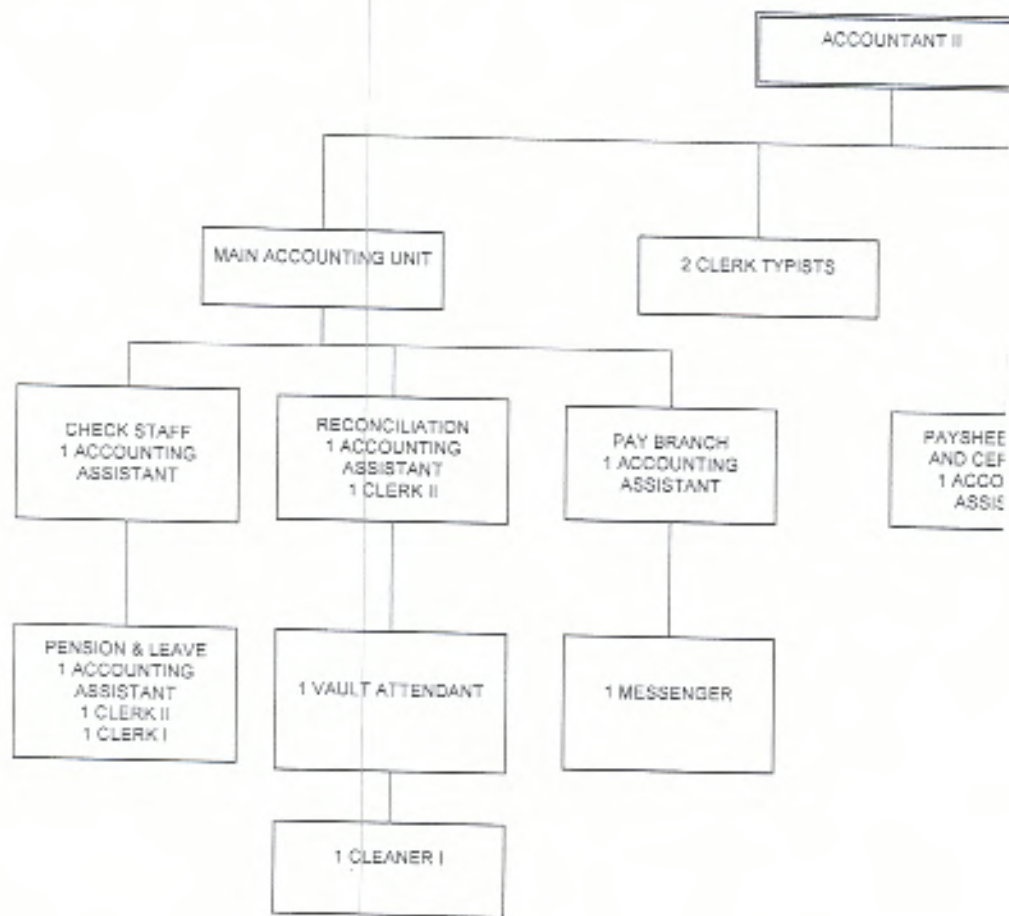 ACCOUNTANT II
MAIN ACCOUNTING UNIT
2 CLERK TYPISTS
CHECK STAFF
1 ACCOUNTING
ASSISTANT
RECONCILIATION
1 ACCOUNTING
ASSISTANT
1 CLERK II
PAY BRANCH
1 ACCOUNTING
ASSISTANT
AND
1
PENSION & LEAVE
1 ACCOUNTING
ASSISTANT
1 CLERK II
1 CLERK I
1 VAULT ATTENDANT
1 MESSENGER
1 CLEANER I